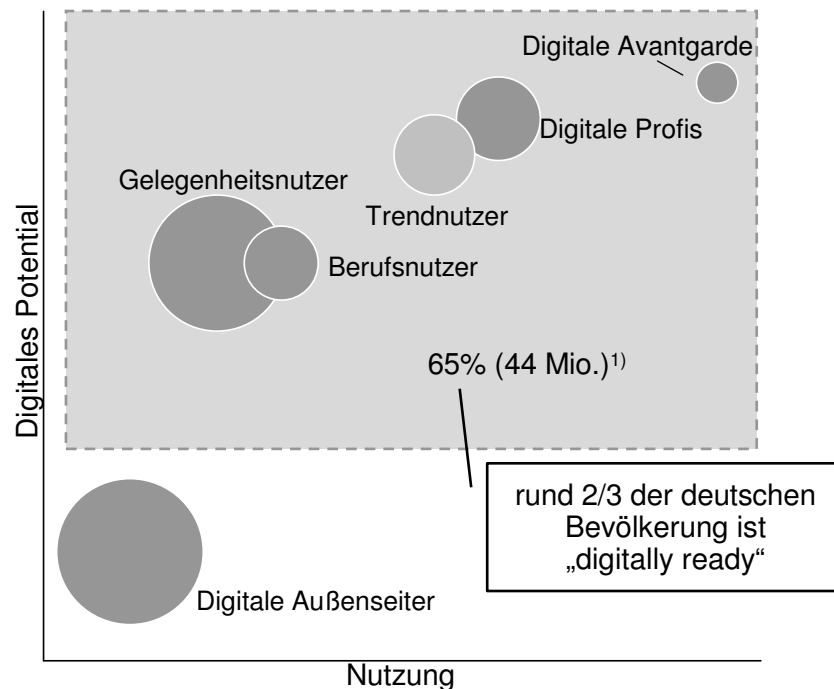 Digitale Avantgarde
Digitale Profis
Gelegenheitsnutzer
Trendnutzer
Berufsnutzer
Digitales Potential
65% (44 Mio.)1)
rund 2/3 der deutschen
Bevölkerung ist
„digitally ready“
Digitale Außenseiter
Nutzung